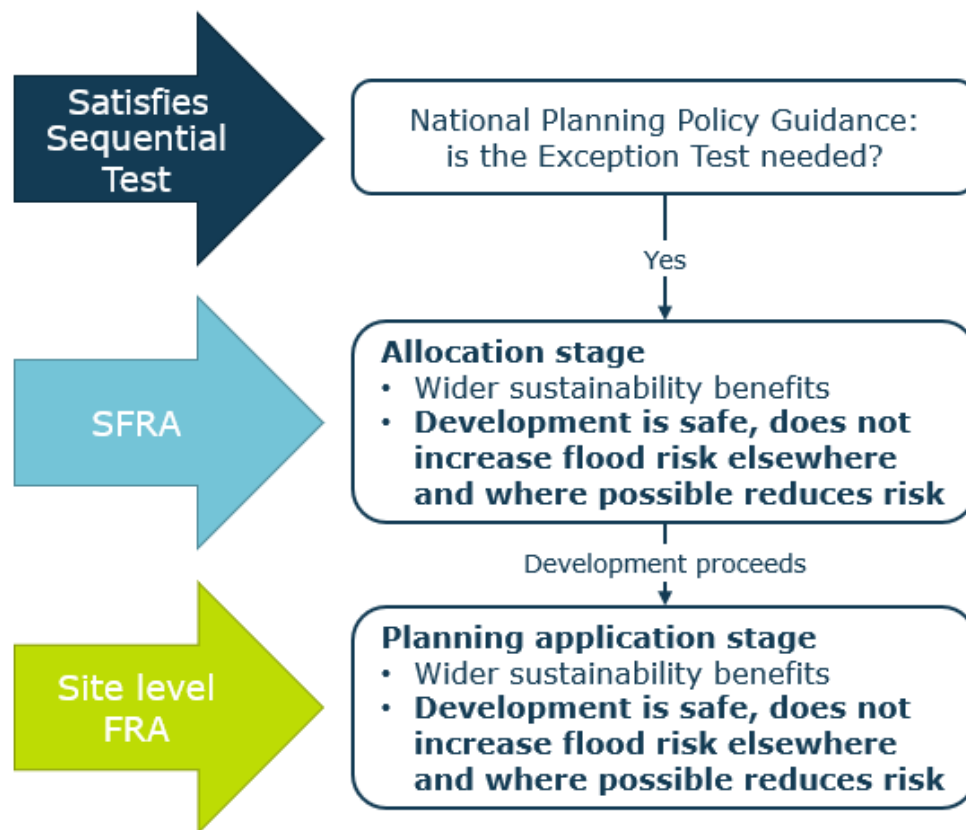 Satisfies
Sequential
Test
National Planning Policy Guidance:
is the Exception Test needed?
Yes
SFRA
Allocation stage
• Wider sustainability benefits
• Development is safe, does not
increase flood risk elsewhere
and where possible reduces risk
Development proceeds
Site level
FRA
Planning application stage
• Wider sustainability benefits
• Development is safe, does not
increase flood risk elsewhere
and where possible reduces risk